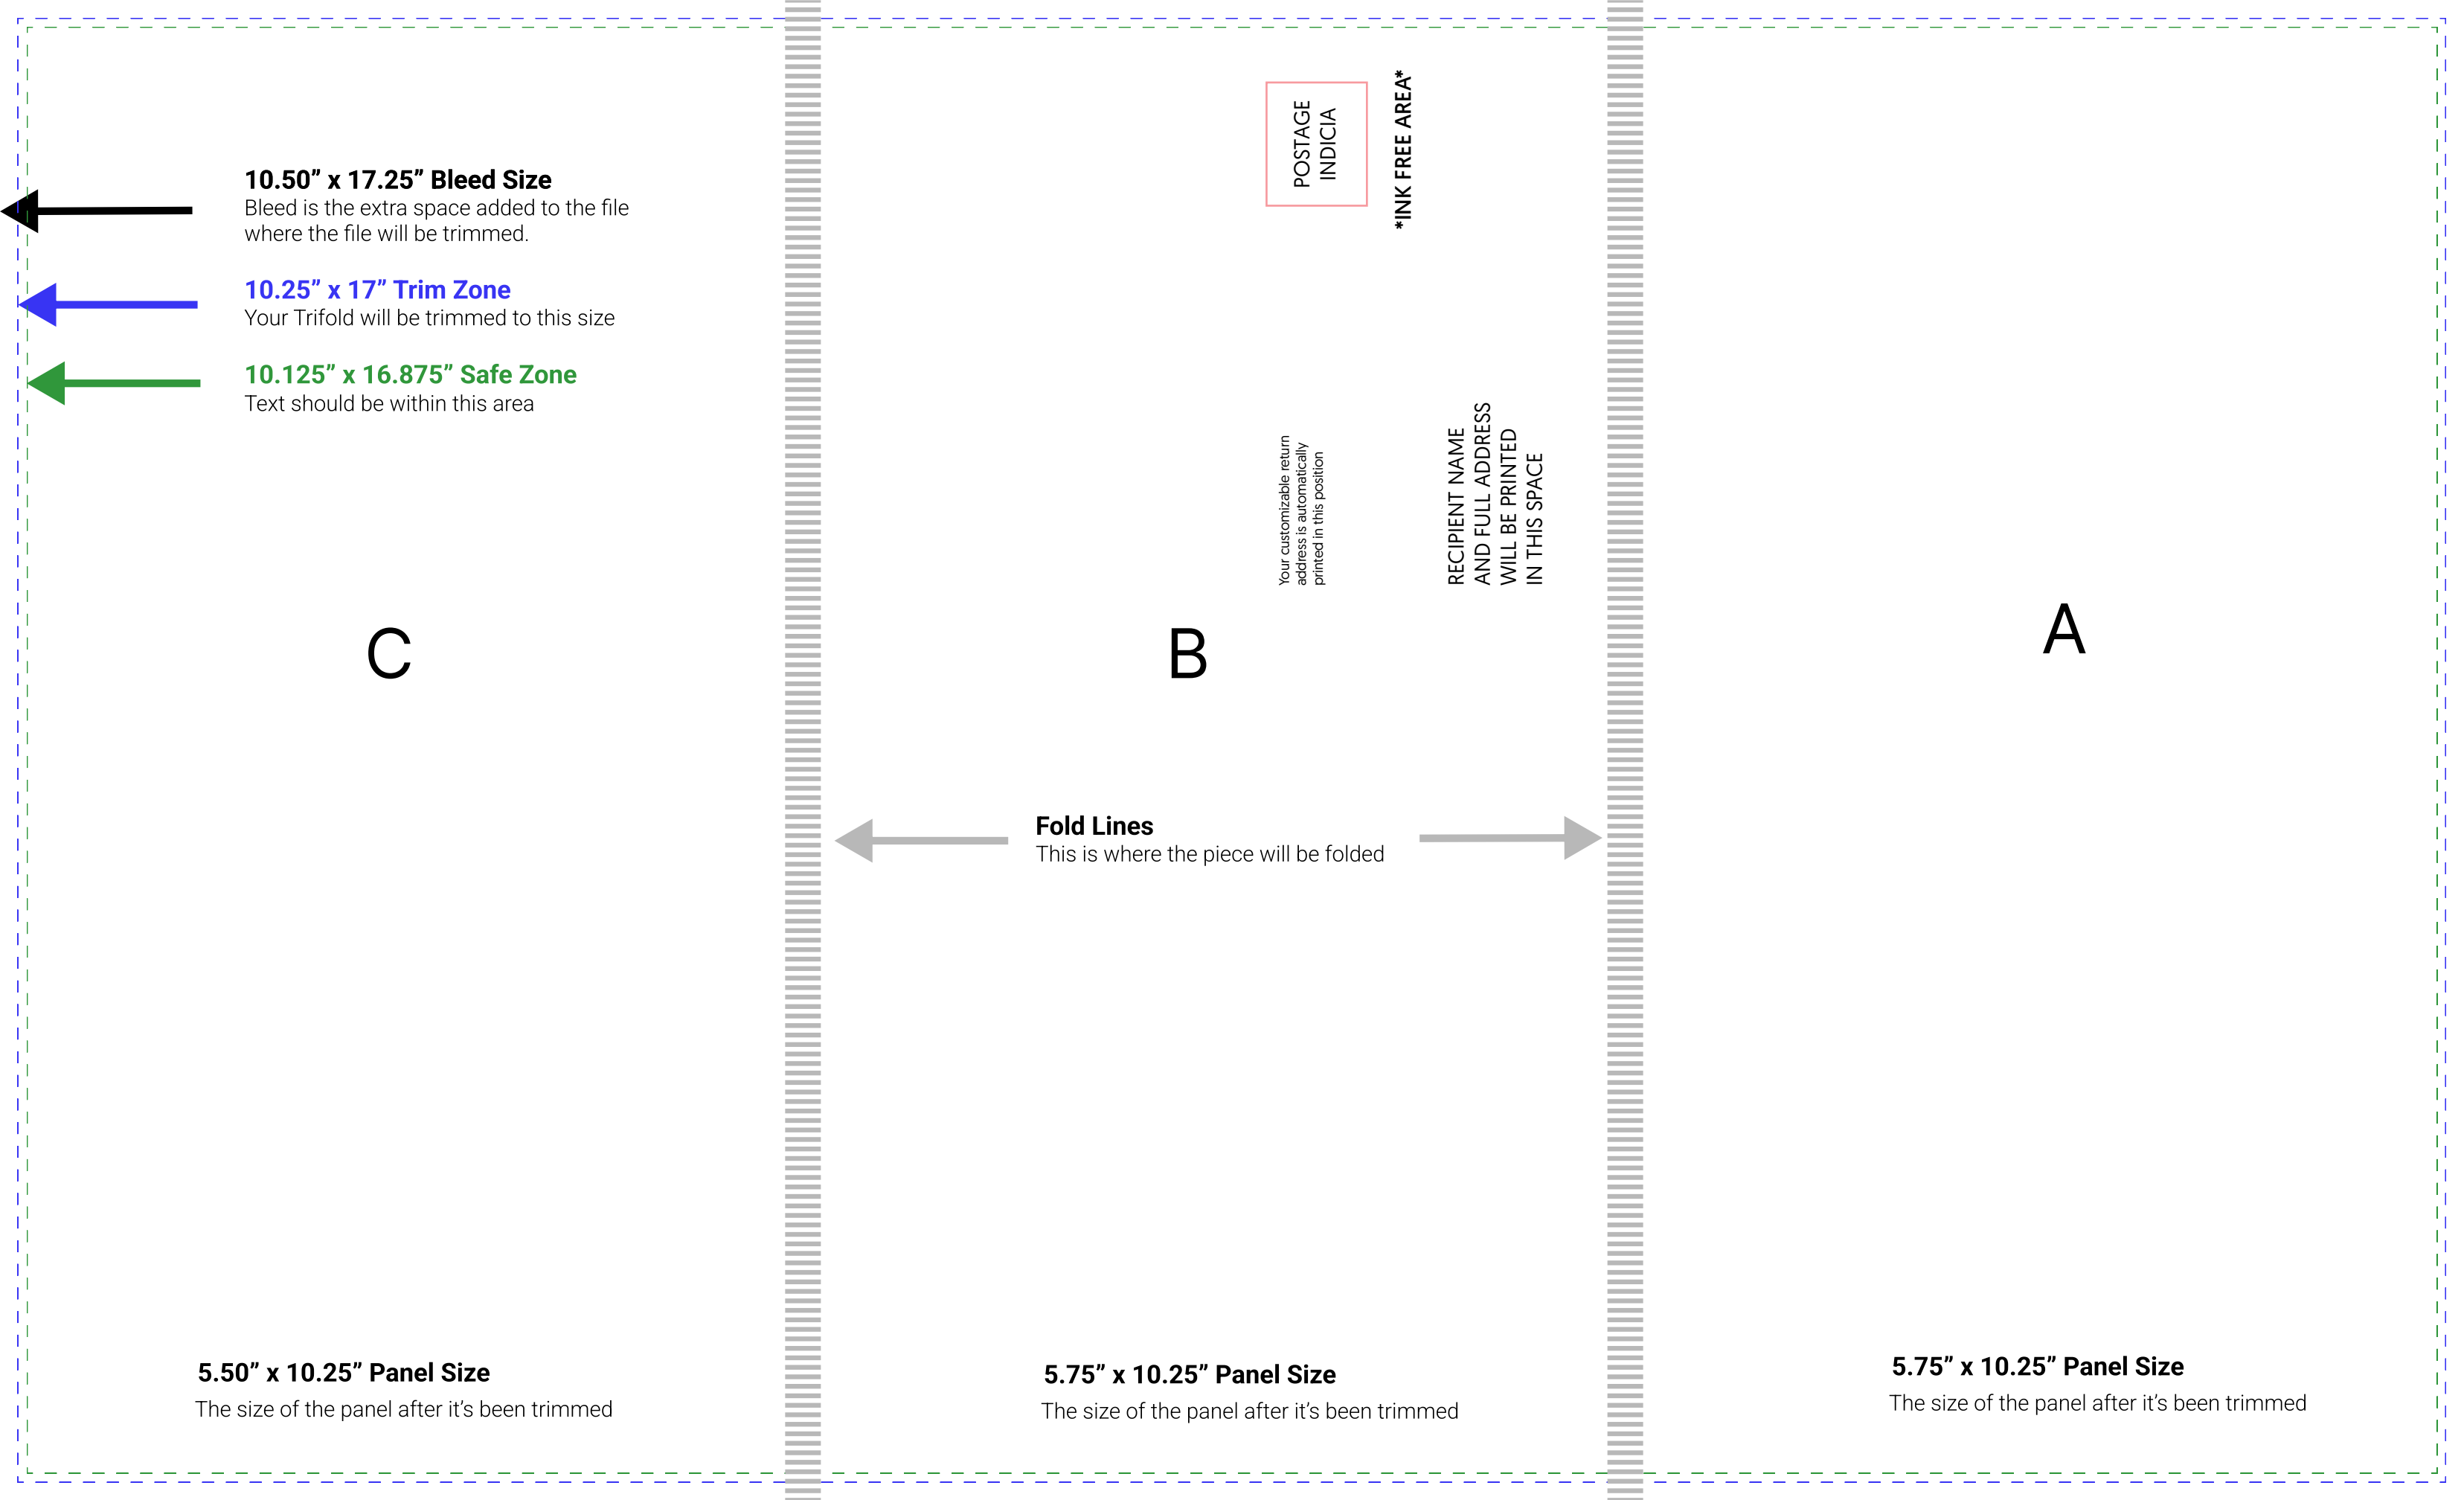 10.50” x 17.25” Bleed Size
Bleed is the extra space added to the file
where the file will be trimmed.
10.25” x 17” Trim Zone
Your Trifold will be trimmed to this size
10.125” x 16.875” Safe Zone
Text should be within this area
C
5.50” x 10.25” Panel Size
The size of the panel after it’s been trimmed
POSTAGE
INDICIA
*INK FREE AREA*
Your customizable return
address is automatically
printed in this position
RECIPIENT NAME
AND FULL ADDRESS
WILL BE PRINTED
IN THIS SPACE
B
Fold Lines
This is where the piece will be folded
5.75” x 10.25” Panel Size
The size of the panel after it’s been trimmed
A
5.75” x 10.25” Panel Size
The size of the panel after it’s been trimmed